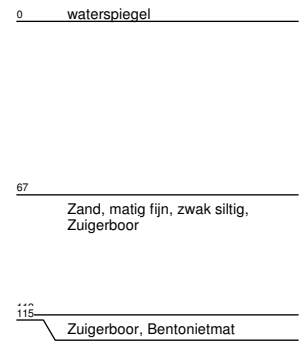 0 waterspiegel
67
Zand, matig fijn, zwak siltig,
Zuigerboor
115
Zuigerboor, Bentonietmat